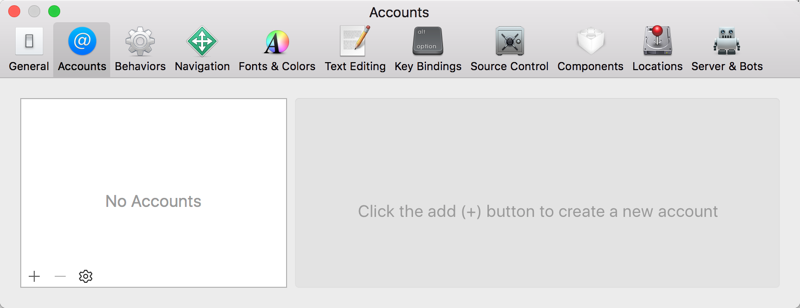 Accounts
General Accounts Behaviors Navigation Fonts & Colors Text Editing Key Bindings Source Control Components Locations Server & Bots
No Accounts
Click the add (+) button to create a new account